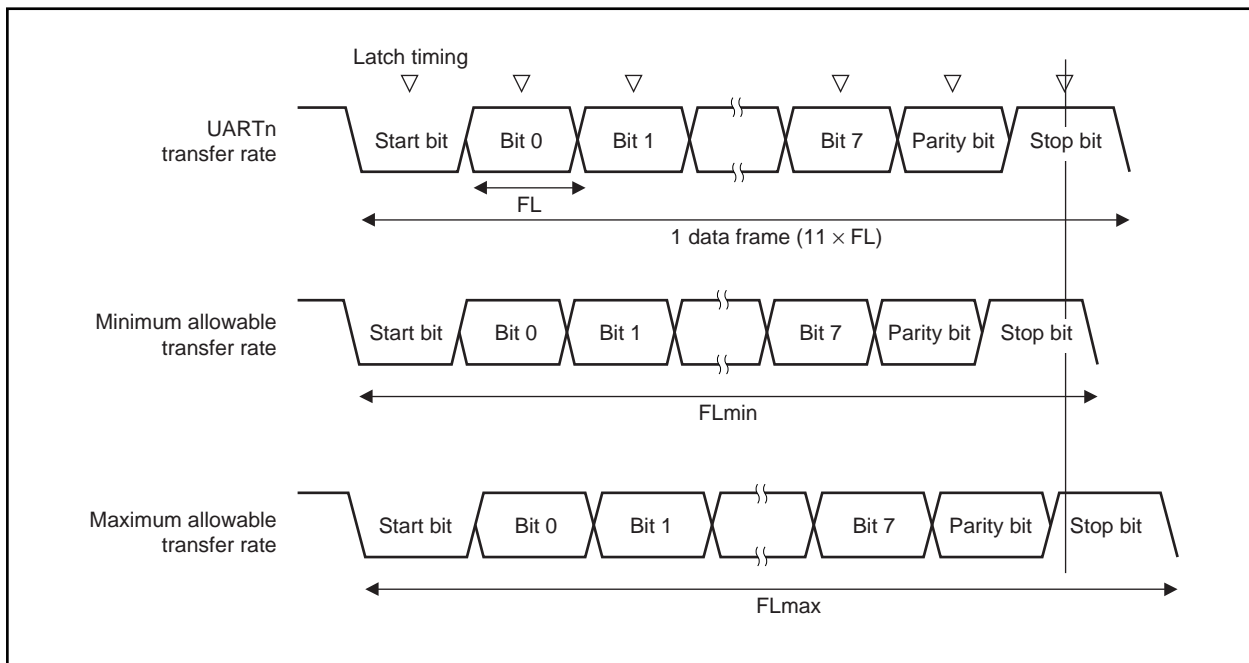 Latch timing
UARTn
transfer rate
Start bit
Bit 0
Bit 1
Bit 7
Parity bit
Stop bit
FL
1 data frame (11 × FL)
Minimum allowable
transfer rate
Start bit
Bit 0
Bit 1
Bit 7
Parity bit
Stop bit
FLmin
Maximum allowable
transfer rate
Start bit
Bit 0
Bit 1
Bit 7
Parity bit
Stop bit
FLmax